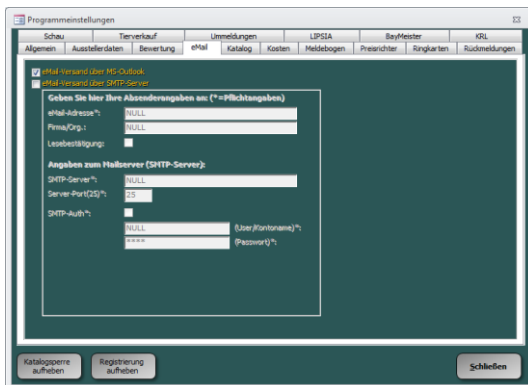 Programmeinstellungen
Schau Tierverkauf Ummeldungen LIPSIA BayMeister KRL
Allgemein Ausstellerdaten Bewertung eMail Katalog Kosten Meldebogen Preisrichter Ringkarten Rückmeldungen
eMail-Versand über MS-Outlook
eMail-Versand über SMTP-Server
Geben Sie hier Ihre Absenderangaben an: (*=Pflichtangaben)
eMail-Adresse*: NULL
Firma/Org.: NULL
Lesebestätigung:
Angaben zum Mailserver (SMTP-Server):
SMTP-Server*: NULL
Server-Port(25)*: 25
SMTP-Auth*:
NULL (User/Kontoname)*:
**** (Passwort)*:
Katalogsperre aufheben
Registrierung aufheben
Schließen